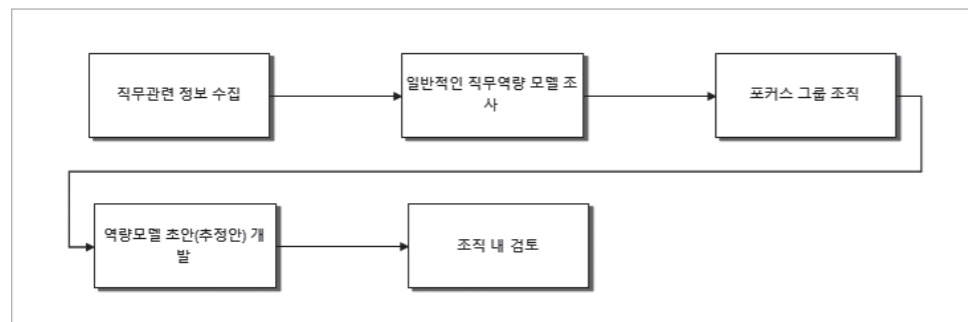 직무관련 정보 수집
일반적인 직무역량 모델 조
사
포커스 그룹 조직
역량모델 초안(추정안) 개
발
조직 내 검토